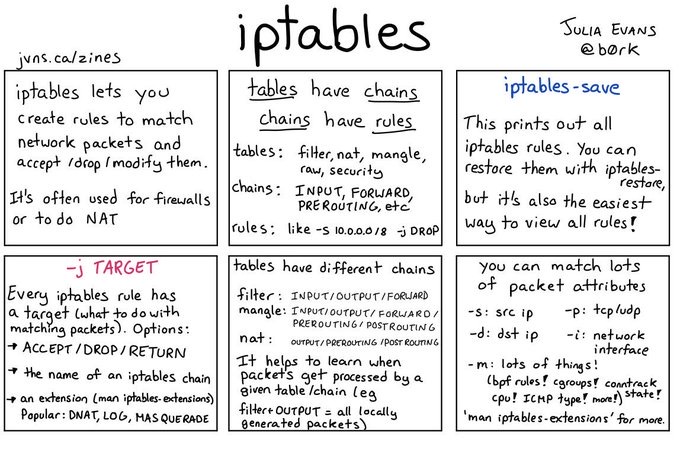 iptables
JULIA EVANS
@børk
jvns.ca/zines
iptables lets you
create rules to match
network packets and
accept/drop/modify them.
It's often used for firewalls
or to do NAT
tables have chains
chains have rules
tables: filter, nat, mangle,
raw, security
chains: INPUT, FORWARD,
PREROUTING, etc
rules: like -s 10.0.0.0/8 -j DROP
iptables-save
This prints out all
iptables rules. You can
restore them with iptables-
restore,
but it's also the easiest
way to view all rules!
-j TARGET
Every iptables rule has
a target (what to do with
matching packets). Options:
→ ACCEPT/DROP/RETURN
→ the name of an iptables chain
→ an extension (man iptables-extensions)
Popular: DNAT, LOG, MASQUERADE
tables have different chains
filter: INPUT/OUTPUT/FORWARD
mangle: INPUT/OUTPUT/FORWARD/
PREROUTING/POSTROUTING
nat: OUTPUT/PREROUTING/POSTROUTING
It helps to learn when
packets get processed by a
given table/chain (eg
filter+OUTPUT = all locally
generated packets)
you can match lots
of packet attributes
-s: src ip -p: tcp/udp
-d: dst ip -i: network
interface
-m: lots of things!
(bpf rules! cgroups! conntrack
state!
cpu! ICMP type! more!)
'man iptables-extensions' for more.